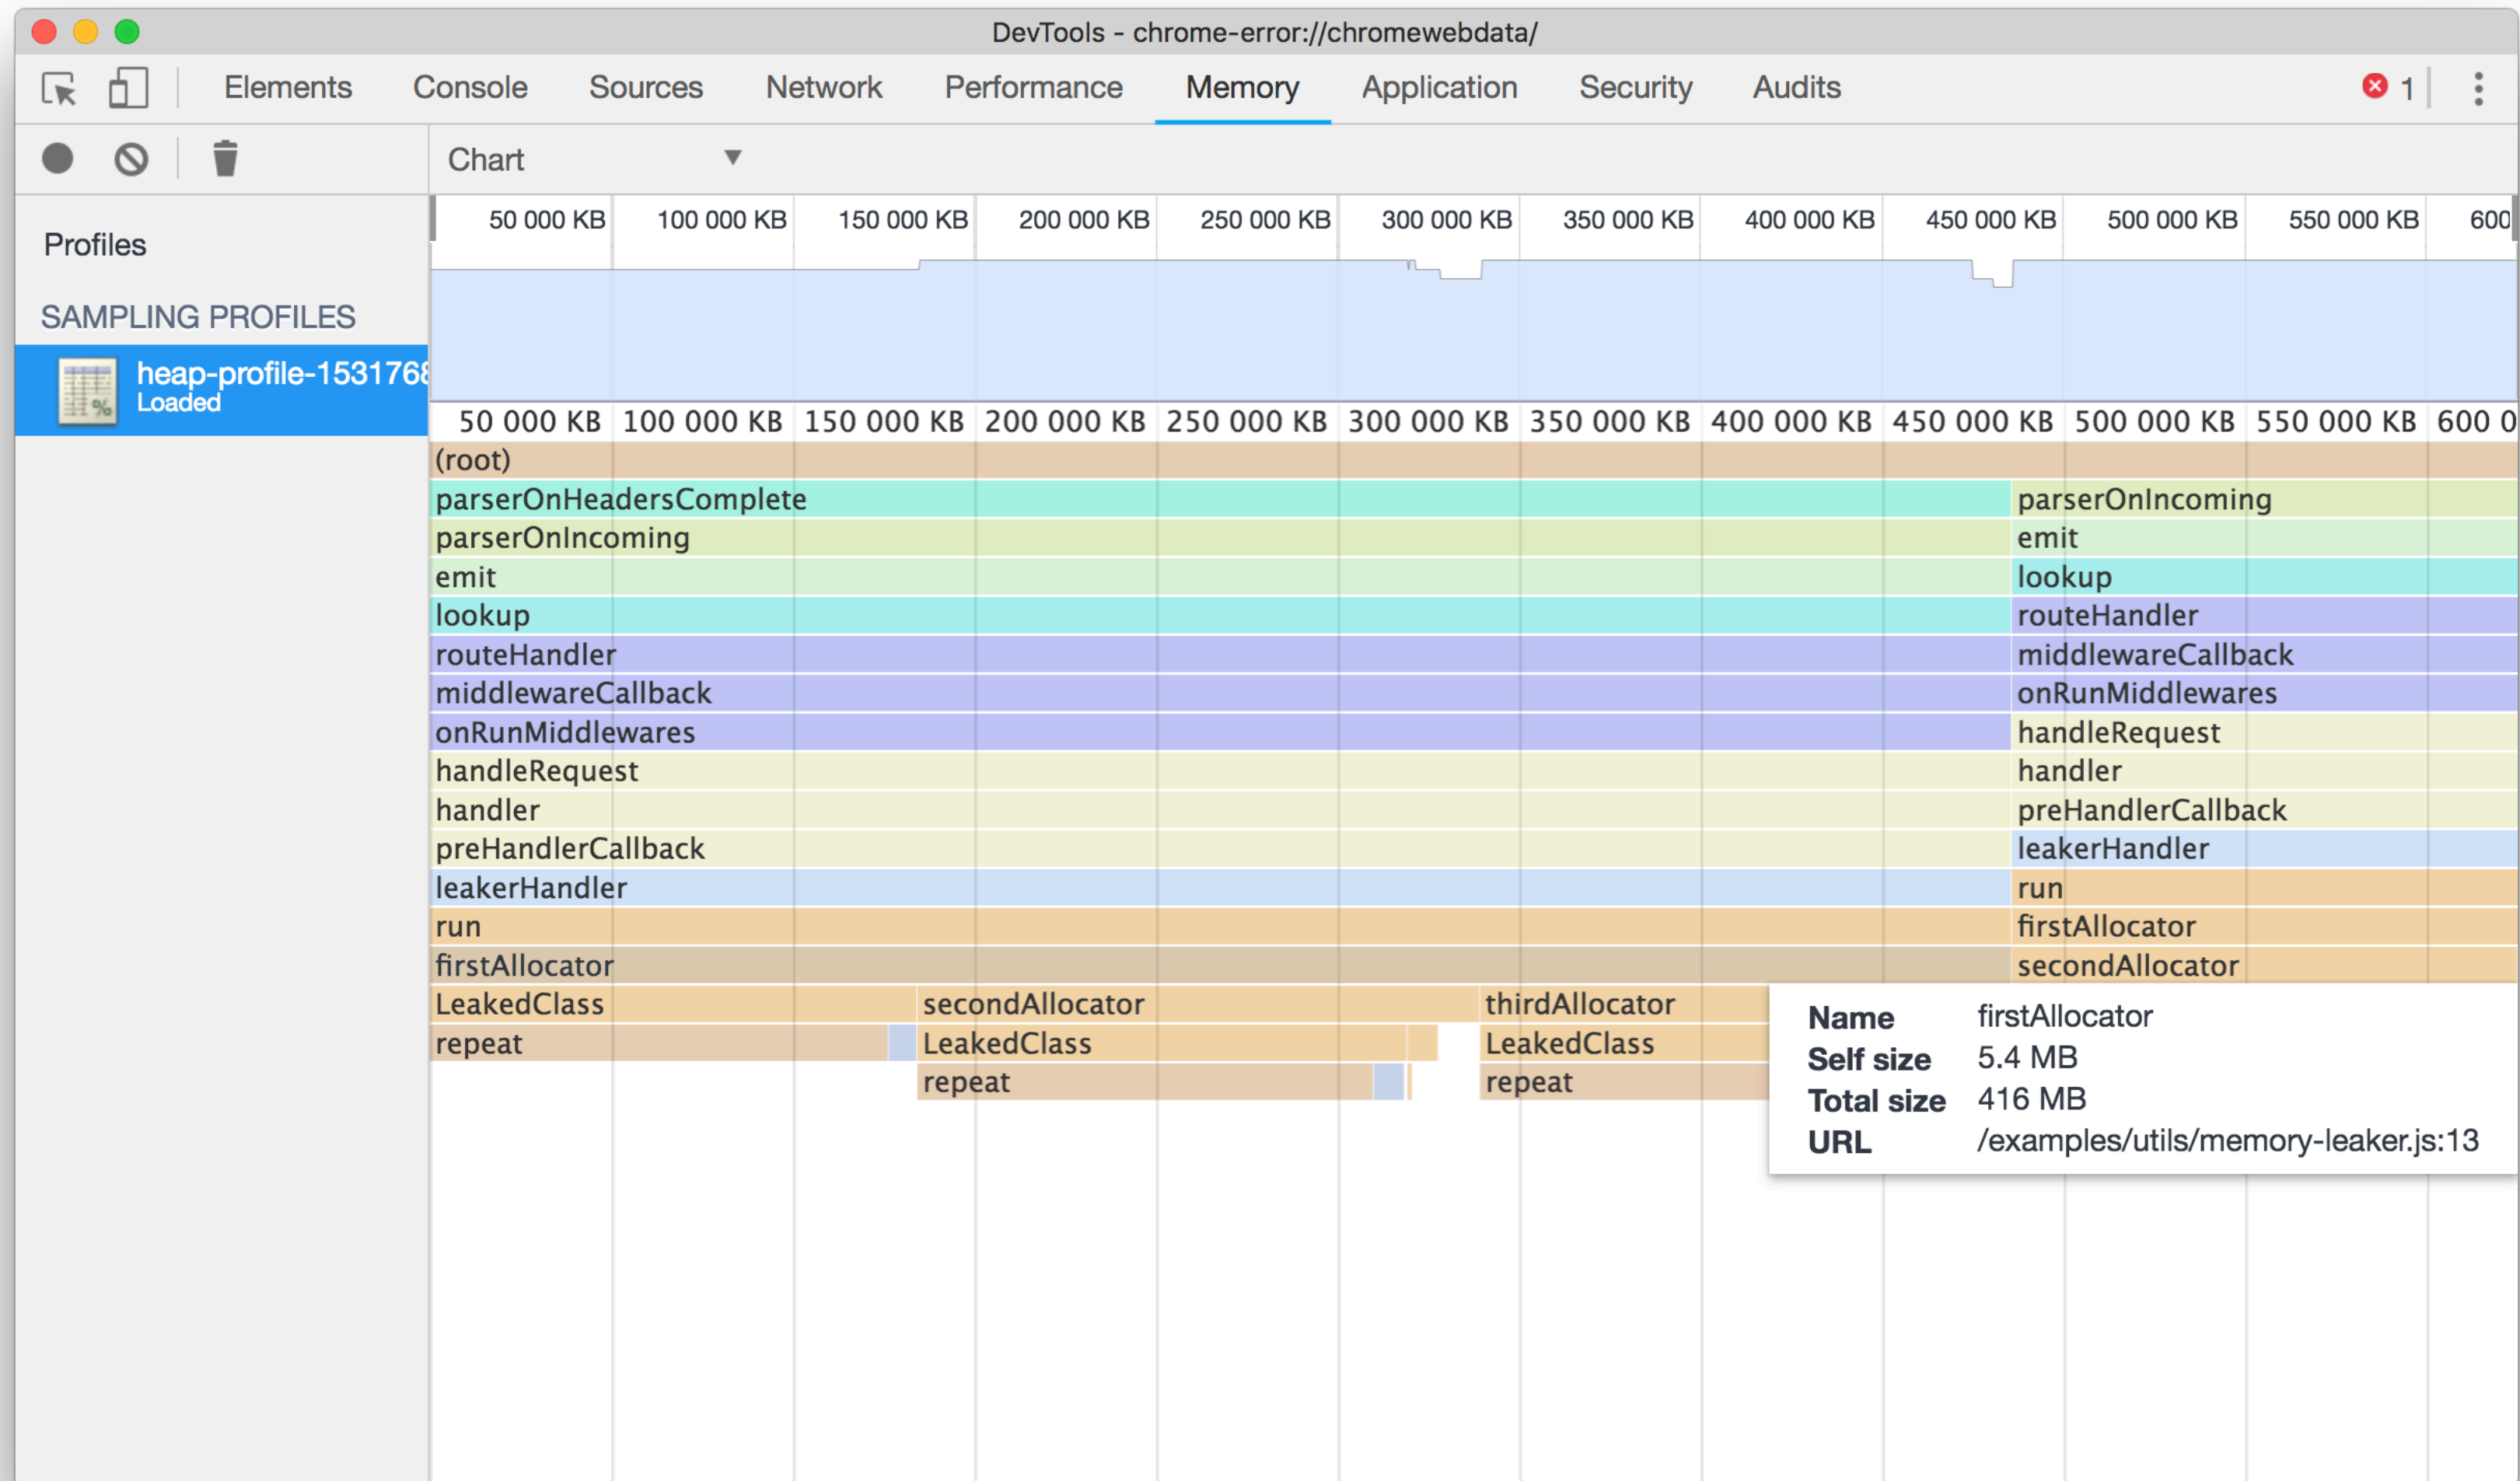 DevTools - chrome-error://chromewebdata/
Elements Console Sources Network Performance Memory Application Security Audits 1
Chart
Profiles
SAMPLING PROFILES
heap-profile-1531768
Loaded
50 000 KB 100 000 KB 150 000 KB 200 000 KB 250 000 KB 300 000 KB 350 000 KB 400 000 KB 450 000 KB 500 000 KB 550 000 KB 600
50 000 KB 100 000 KB 150 000 KB 200 000 KB 250 000 KB 300 000 KB 350 000 KB 400 000 KB 450 000 KB 500 000 KB 550 000 KB 600 0
(root)
parserOnHeadersComplete parserOnIncoming
parserOnIncoming emit
emit lookup
lookup routeHandler
routeHandler middlewareCallback
middlewareCallback onRunMiddlewares
onRunMiddlewares handleRequest
handleRequest handler
handler preHandlerCallback
preHandlerCallback leakerHandler
leakerHandler run
run firstAllocator
firstAllocator secondAllocator
LeakedClass secondAllocator thirdAllocator
repeat LeakedClass LeakedClass
repeat repeat
Name firstAllocator
Self size 5.4 MB
Total size 416 MB
URL /examples/utils/memory-leaker.js:13